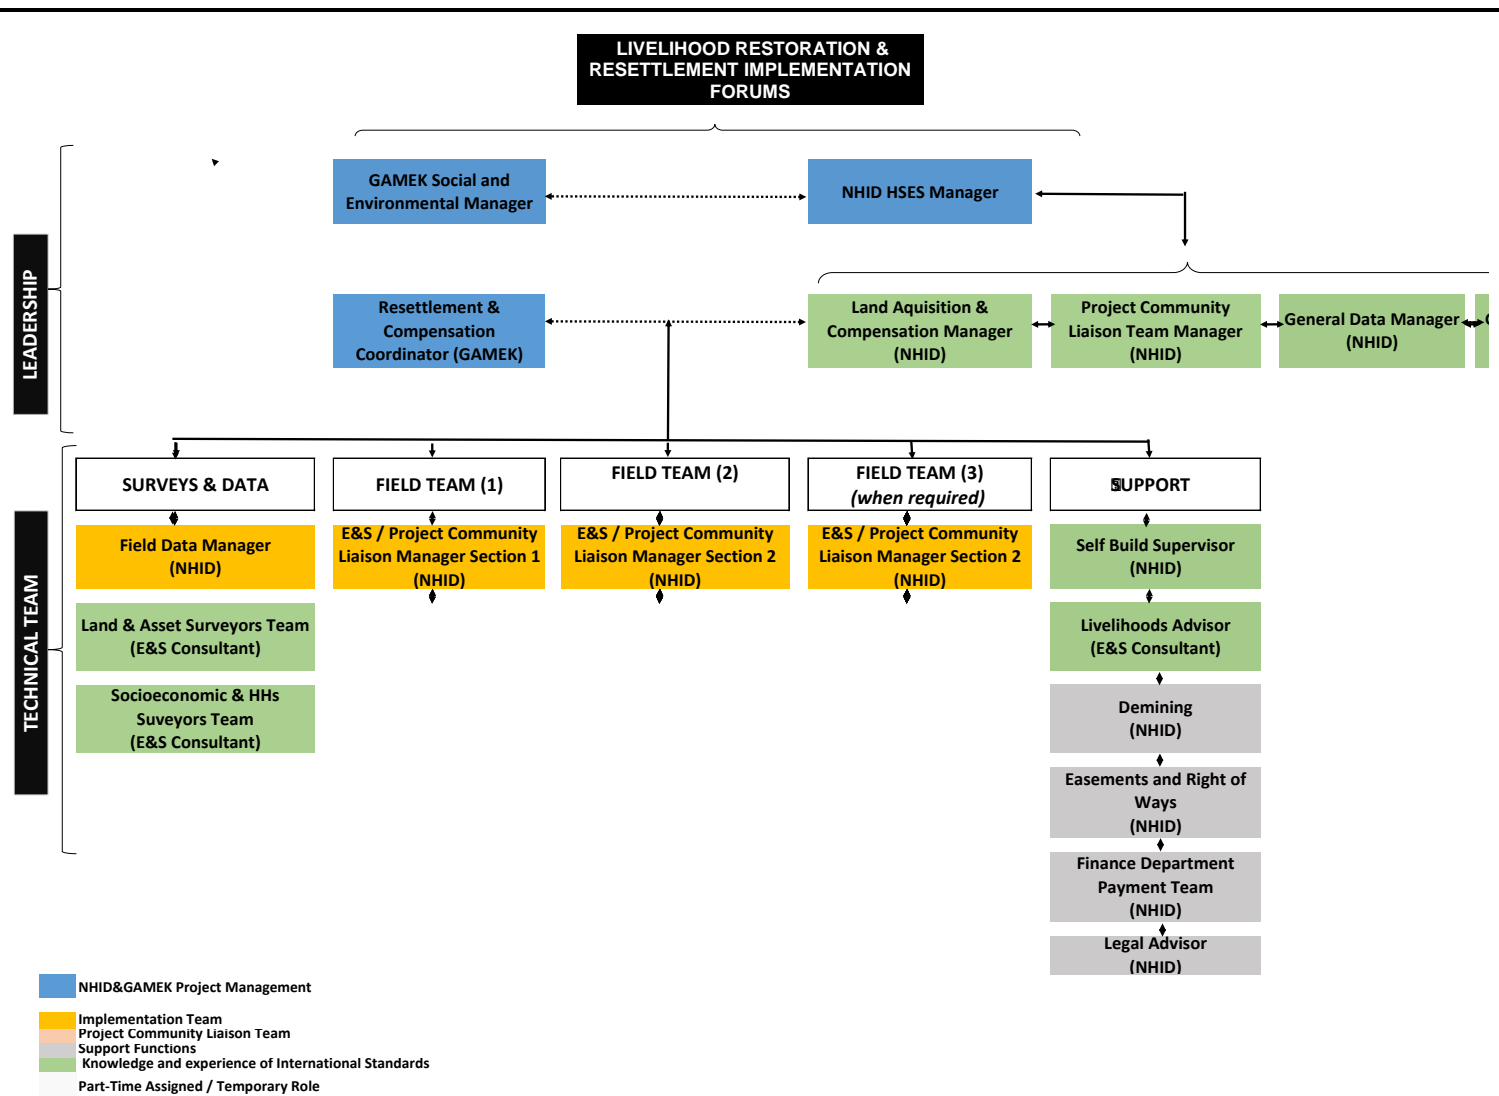 LIVELIHOOD RESTORATION &
RESETTLEMENT IMPLEMENTATION
FORUMS
LEADERSHIP
GAMEK Social and
Environmental Manager
NHID HSES Manager
Resettlement &
Compensation
Coordinator (GAMEK)
Land Aquisition &
Compensation Manager
(NHID)
Project Community
Liaison Team Manager
(NHID)
General Data Manager
(NHID)
TECHNICAL TEAM
SURVEYS & DATA
FIELD TEAM (1)
FIELD TEAM (2)
FIELD TEAM (3)
(when required)
SUPPORT
Field Data Manager
(NHID)
E&S / Project Community
Liaison Manager Section 1
(NHID)
E&S / Project Community
Liaison Manager Section 2
(NHID)
E&S / Project Community
Liaison Manager Section 2
(NHID)
Self Build Supervisor
(NHID)
Land & Asset Surveyors Team
(E&S Consultant)
Livelihoods Advisor
(E&S Consultant)
Socioeconomic & HHs
Suveyors Team
(E&S Consultant)
Demining
(NHID)
Easements and Right of
Ways
(NHID)
Finance Department
Payment Team
(NHID)
Legal Advisor
(NHID)
NHID&GAMEK Project Management
Implementation Team
Project Community Liaison Team
Support Functions
Knowledge and experience of International Standards
Part-Time Assigned / Temporary Role